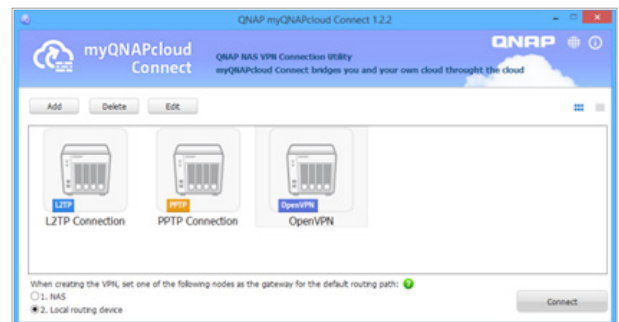 QNAP myQNAPcloud Connect 1.2.2
myQNAPcloud
Connect
QNAP NAS VPN Connection Utility
myQNAPcloud Connect bridges you and your own cloud throught the cloud
QNAP
Add Delete Edit
L2TP PPTP OpenVPN
L2TP Connection PPTP Connection OpenVPN
When creating the VPN, set one of the following nodes as the gateway for the default routing path:
1. NAS
2. Local routing device
Connect